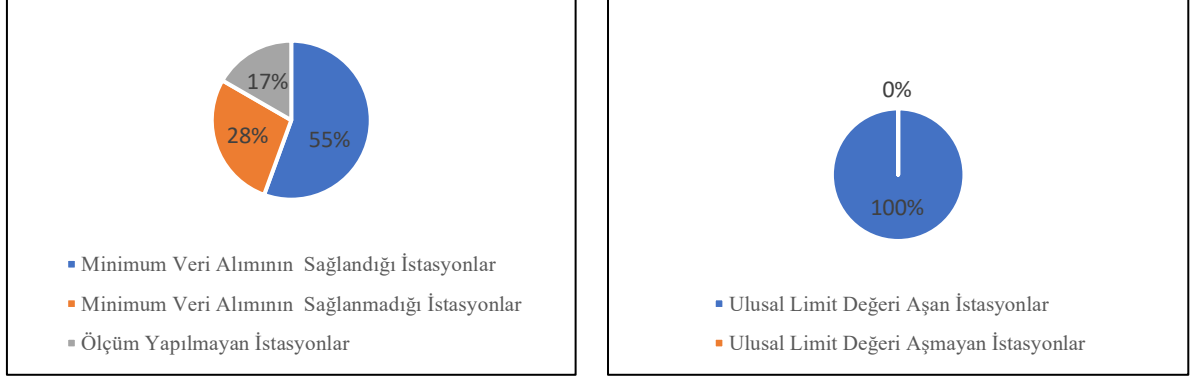 17%
28%
55%
Minimum Veri Alımının Sağlandığı İstasyonlar
Minimum Veri Alımının Sağlanmadığı İstasyonlar
Ölçüm Yapılmayan İstasyonlar
0%
100%
Ulusal Limit Değeri Aşan İstasyonlar
Ulusal Limit Değeri Aşmayan İstasyonlar